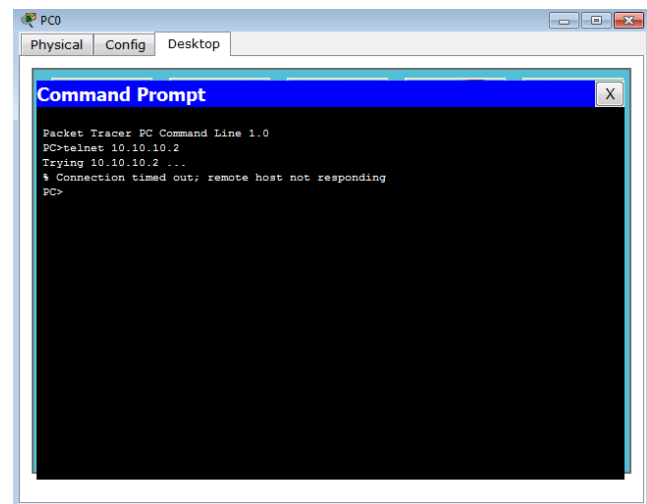 PC0
Physical Config Desktop
Command Prompt
X
Packet Tracer PC Command Line 1.0
PC>telnet 10.10.10.2
Trying 10.10.10.2 ...
% Connection timed out; remote host not responding
PC>